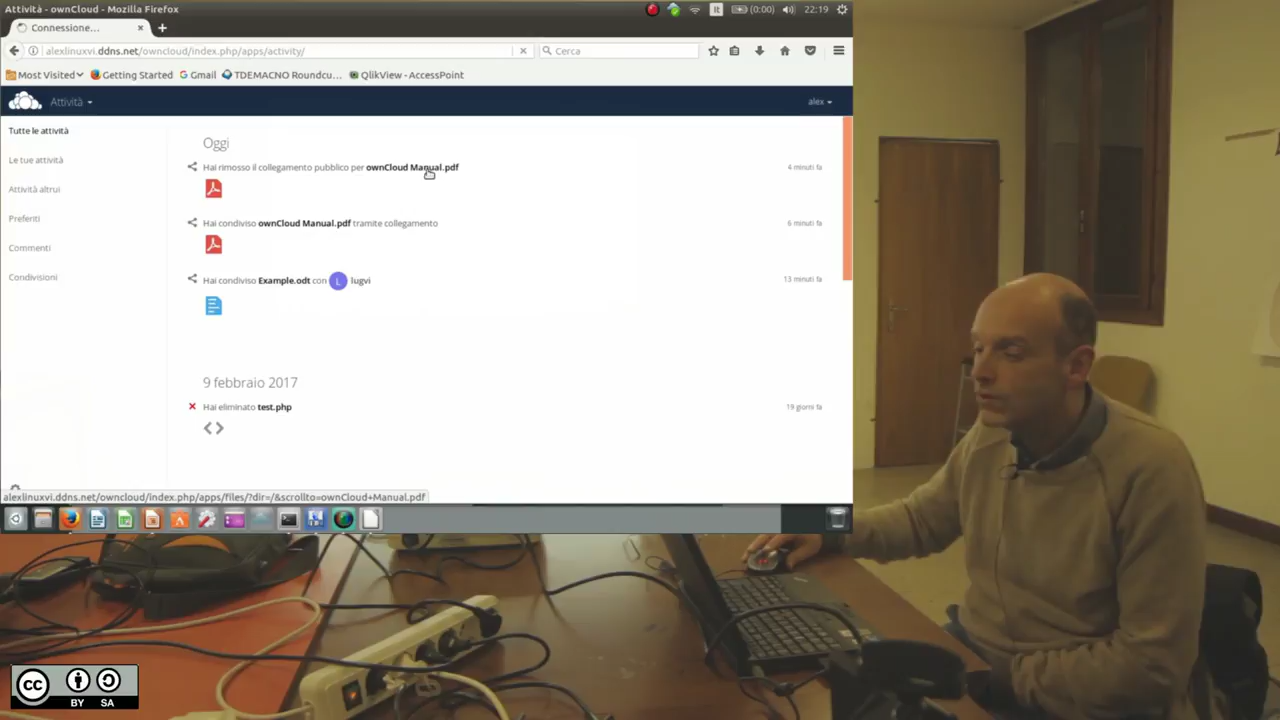 Attività - ownCloud - Mozilla Firefox
It
(0:00)
22:19
Connessione...
alexlinuxvi.ddns.net/owncloud/index.php/apps/activity/
Cerca
Most Visited
Getting Started
Gmail
TDEMACNO Roundcu...
QlikView - AccessPoint
Attività
alex
Tutte le attività
Le tue attività
Attività altrui
Preferiti
Commenti
Condivisioni
Oggi
Hai rimosso il collegamento pubblico per ownCloud Manual.pdf
4 minuti fa
Hai condiviso ownCloud Manual.pdf tramite collegamento
6 minuti fa
Hai condiviso Example.odt con L lugvi
13 minuti fa
9 febbraio 2017
Hai eliminato test.php
19 giorni fa
alexlinuxvi.ddns.net/owncloud/index.php/apps/files/?dir=/&scrollto=ownCloud+Manual.pdf
CC
BY SA